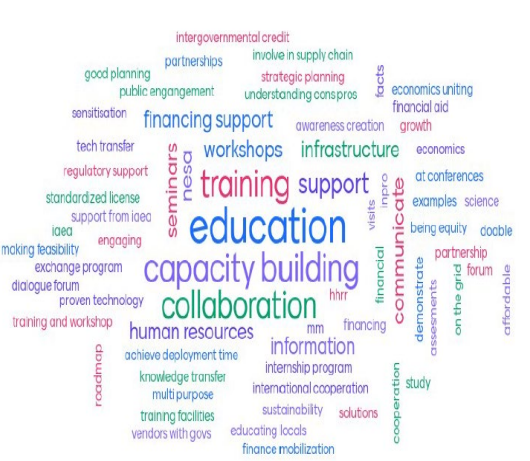 intergovernmental credit
partnerships
involve in supply chain
good planning
strategic planning
facts
public engangement
understanding cons pros
economics uniting
sensitisation
financing support
financial aid
awareness creation
growth
tech transfer
seminars
nesa
workshops
infrastructure
economics
regulatory support
training
support
visits
inpro
communicate
at conferences
standardized license
examples
science
support from iaea
education
iaea
engaging
being equity
doable
making feasibility
capacity building
financial
demonstrate
partnership
exchange program
forum
dialogue forum
assesments
on the grid
affordable
proven technology
collaboration
hhrr
training and workshop
human resources
mm
financing
roadmap
achieve deployment time
information
knowledge transfer
internship program
cooperation
study
multi purpose
international cooperation
training facilities
sustainability
solutions
vendors with govs
educating locals
finance mobilization